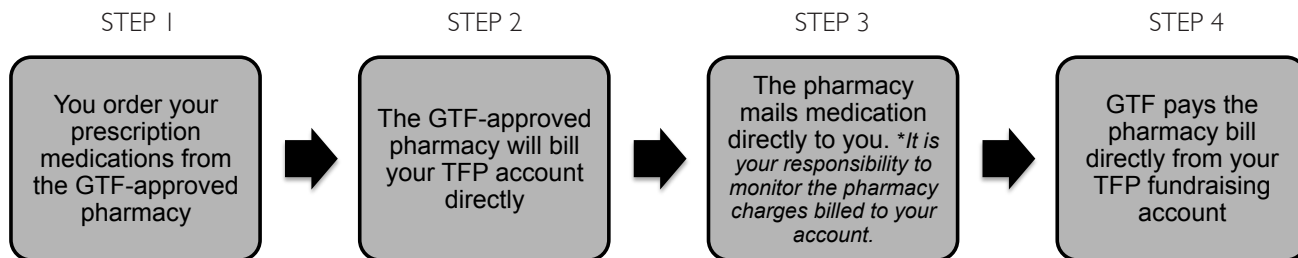 STEP 1
You order your
prescription
medications from
the GTF-approved
pharmacy
STEP 2
The GTF-approved
pharmacy will bill
your TFP account
directly
STEP 3
The pharmacy
mails medication
directly to you. *It is
your responsibility to
monitor the pharmacy
charges billed to your
account.
STEP 4
GTF pays the
pharmacy bill
directly from your
TFP fundraising
account